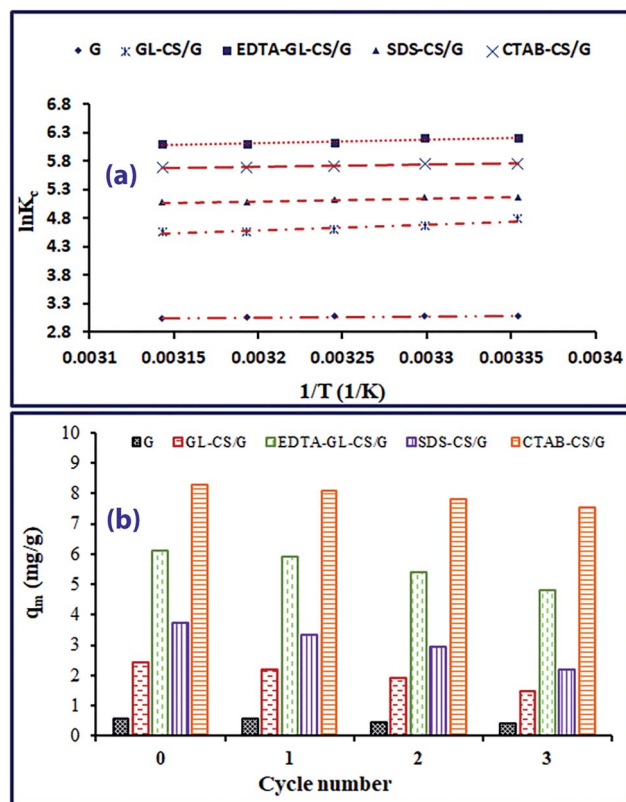 G GL-CS/G EDTA-GL-CS/G SDS-CS/G CTAB-CS/G
6.8
6.3
5.8
5.3
4.8
4.3
3.8
3.3
2.8
lnKc
(a)
0.0031 0.00315 0.0032 0.00325 0.0033 0.00335 0.0034
1/T (1/K)
G GL-CS/G EDTA-GL-CS/G SDS-CS/G CTAB-CS/G
10
9
8
7
6
5
4
3
2
1
0
qm (mg/g)
(b)
0 1 2 3
Cycle number